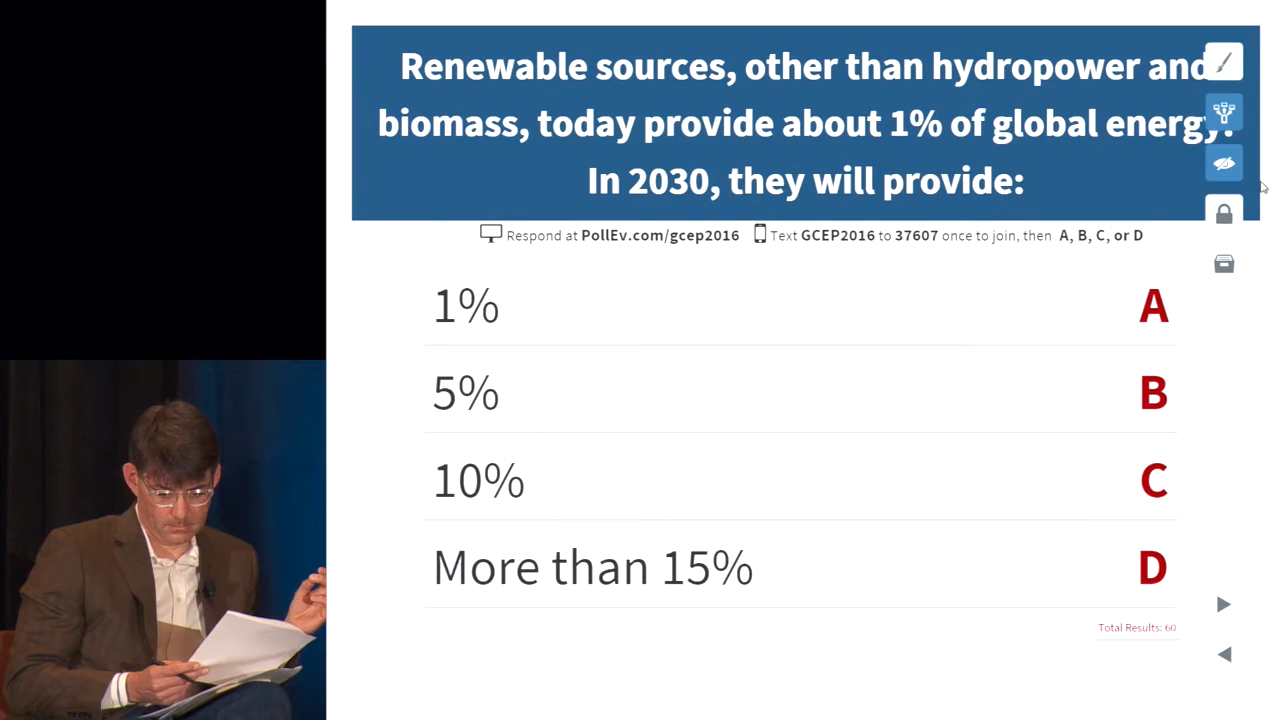 Renewable sources, other than hydropower and
biomass, today provide about 1% of global energy.
In 2030, they will provide:
Respond at PollEv.com/gcep2016 Text GCEP2016 to 37607 once to join, then A, B, C, or D
1% A
5% B
10% C
More than 15% D
Total Results: 60